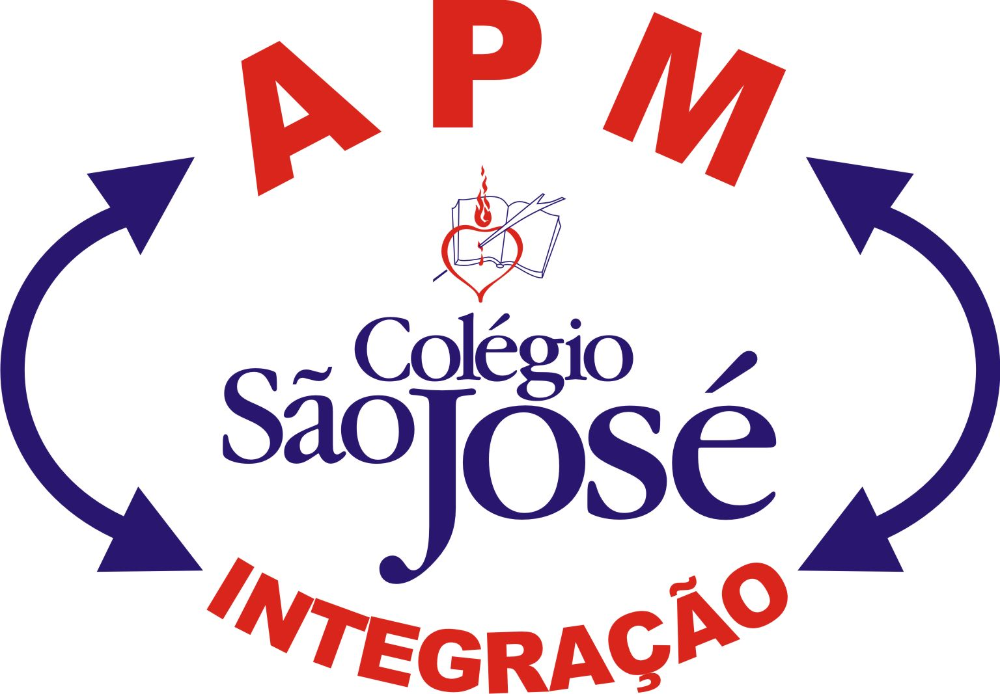 APM
Colégio
São José
INTEGRAÇÃO